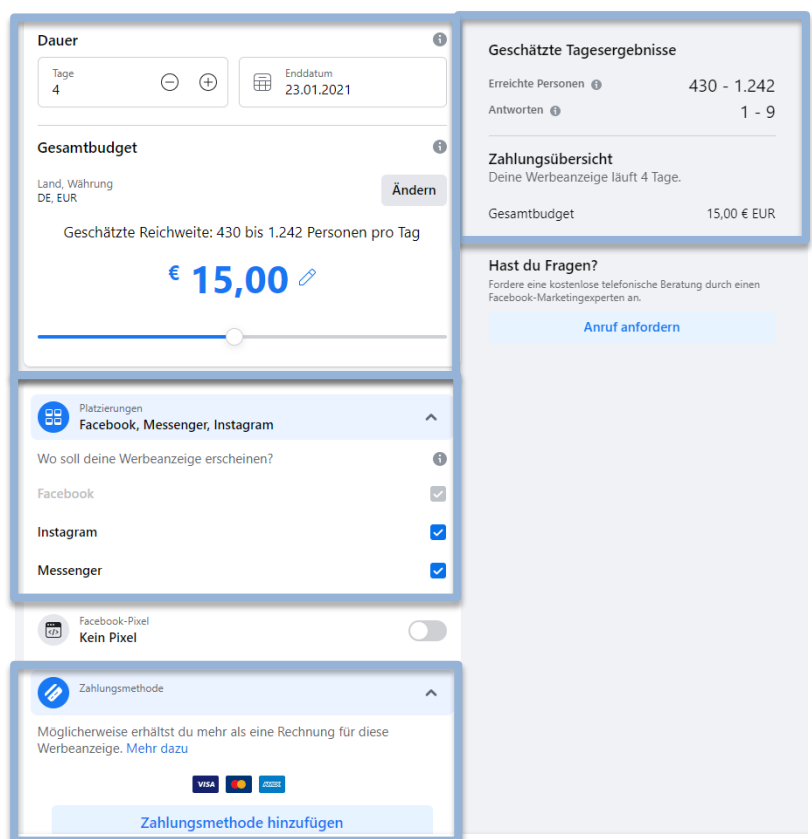 Dauer
Tage
4
Enddatum
23.01.2021
Gesamtbudget
Land, Währung
DE, EUR
Ändern
Geschätzte Reichweite: 430 bis 1.242 Personen pro Tag
€ 15,00
Platzierungen
Facebook, Messenger, Instagram
Wo soll deine Werbeanzeige erscheinen?
Facebook
Instagram
Messenger
Facebook-Pixel
Kein Pixel
Zahlungsmethode
Möglicherweise erhältst du mehr als eine Rechnung für diese
Werbeanzeige. Mehr dazu
VISA AMEX
Zahlungsmethode hinzufügen
Geschätzte Tagesergebnisse
Erreichte Personen 430 - 1.242
Antworten 1 - 9
Zahlungsübersicht
Deine Werbeanzeige läuft 4 Tage.
Gesamtbudget 15,00 € EUR
Hast du Fragen?
Fordere eine kostenlose telefonische Beratung durch einen
Facebook-Marketingexperten an.
Anruf anfordern